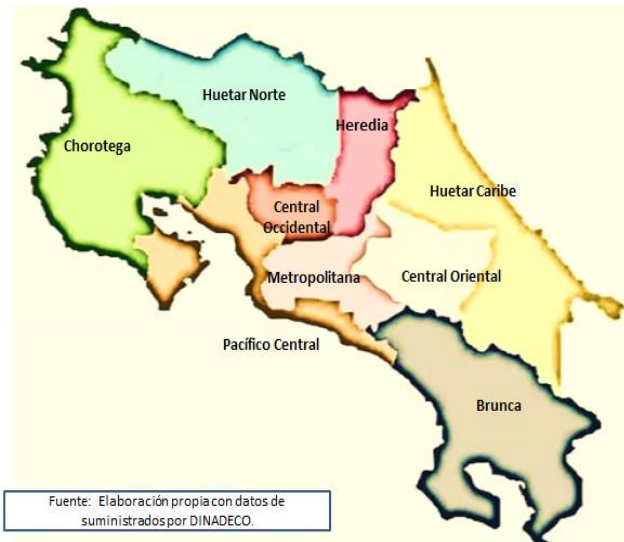 Huetar Norte
Heredia
Chorotega
Huetar Caribe
Central
Occidental
Metropolitana
Central Oriental
Pacífico Central
Brunca
Fuente: Elaboración propia con datos de
suministrados por DINADECO.